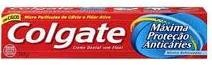 Micro Partículas de Cálcio e Flúor Ativo
Colgate
Creme Dental com Flúor
Máxima
Proteção
Anticáries